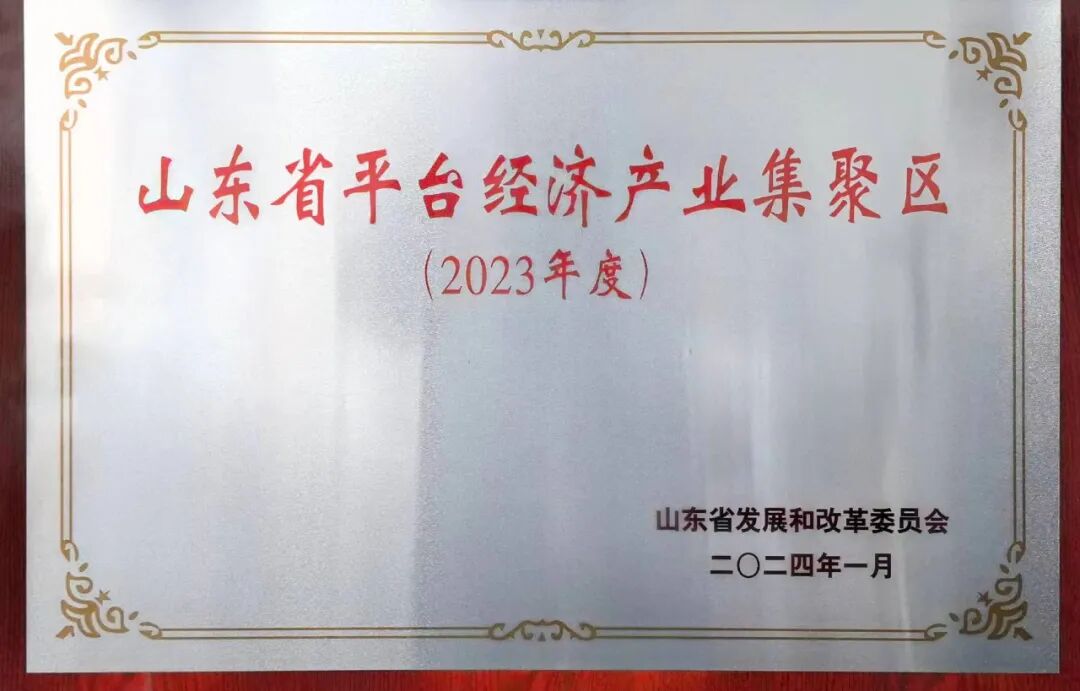 山东省平台经济产业集聚区
(2023年度)
山东省发展和改革委员会
二〇二四年一月